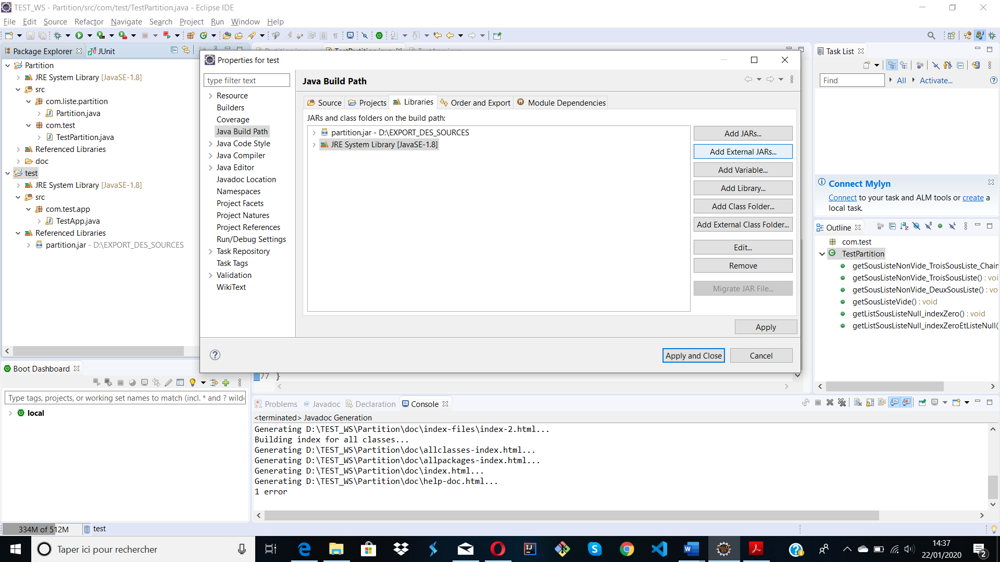 TEST_WS - Partition/src/com/test/TestPartition.java - Eclipse IDE
File Edit Source Refactor Navigate Search Project Run Window Help
Package Explorer JUnit
Partition
JRE System Library [JavaSE-1.8]
src
com.liste.partition
Partition.java
com.test
TestPartition.java
Referenced Libraries
doc
test
JRE System Library [JavaSE-1.8]
src
com.test.app
TestApp.java
Referenced Libraries
partition.jar - D:\EXPORT_DES_SOURCES
Properties for test
type filter text
Resource
Builders
Coverage
Java Build Path
Java Code Style
Java Compiler
Java Editor
Javadoc Location
Namespaces
Project Facets
Project Natures
Project References
Run/Debug Settings
Task Repository
Task Tags
Validation
WikiText
Java Build Path
Source Projects Libraries Order and Export Module Dependencies
JARs and class folders on the build path:
partition.jar - D:\EXPORT_DES_SOURCES
JRE System Library [JavaSE-1.8]
Add JARs...
Add External JARs...
Add Variable...
Add Library...
Add Class Folder...
Add External Class Folder...
Edit...
Remove
Migrate JAR File...
Apply
Apply and Close Cancel
77 }
Task List
Find All Activate...
Connect Mylyn
Connect to your task and ALM tools or create a
local task.
Outline
com.test
TestPartition
getSousListeNonVide_TroisSousListe_Chain
getSousListeNonVide_TroisSousListe() : voi
getSousListeNonVide_DeuxSousListe() : vo
getSousListeVide() : void
getListSousListeNull_indexZero() : void
getListSousListeNull_indexZeroEtListeNull(
Boot Dashboard
Type tags, projects, or working set names to match (incl. * and ? wild
local
Problems Javadoc Declaration Console
<terminated> Javadoc Generation
Generating D:\TEST_WS\Partition\doc\index-files\index-2.html...
Building index for all classes...
Generating D:\TEST_WS\Partition\doc\allclasses-index.html...
Generating D:\TEST_WS\Partition\doc\allpackages-index.html...
Generating D:\TEST_WS\Partition\doc\index.html...
Generating D:\TEST_WS\Partition\doc\help-doc.html...
1 error
334M of 512M test
Taper ici pour rechercher
14:37
22/01/2020
2